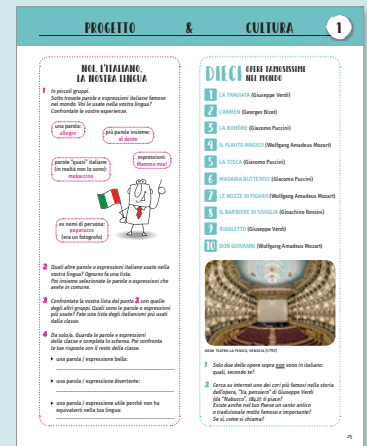 PROGETTO & CULTURA 1
NOI, L'ITALIANO,
LA NOSTRA LINGUA
1 In piccoli gruppi.
Sotto trovate parole e espressioni italiane famose
nel mondo. Voi le usate nella vostra lingua?
Confrontate le vostre esperienze.
una parola:
allegro
più parole insieme:
al dente
parole "quasi" italiane
(in realtà non lo sono):
mokaccino
espressioni:
Mamma mia!
ex nomi di persona:
paparazzo
(era un fotografo)
2 Quali altre parole o espressioni italiane usate nella
vostra lingua? Ognuno fa una lista.
Poi insieme selezionate le parole o espressioni che
avete in comune.
3 Confrontate la vostra lista del punto 2 con quelle
degli altri gruppi. Quali sono le parole o espressioni
più usate? Fate una lista degli italianismi più usati
dalla classe.
4 Da solo/a. Guarda le parole e espressioni
della classe e completa lo schema. Poi confronta
le tue risposte con il resto della classe.
▸ una parola / espressione bella:
▸ una parola / espressione divertente:
▸ una parola / espressione utile perché non ha
equivalenti nella tua lingua:
DIECI OPERE FAMOSISSIME
NEL MONDO
1 LA TRAVIATA (Giuseppe Verdi)
2 CARMEN (Georges Bizet)
3 LA BOHÈME (Giacomo Puccini)
4 IL FLAUTO MAGICO (Wolfgang Amadeus Mozart)
5 LA TOSCA (Giacomo Puccini)
6 MADAMA BUTTERFLY (Giacomo Puccini)
7 LE NOZZE DI FIGARO (Wolfgang Amadeus Mozart)
8 IL BARBIERE DI SIVIGLIA (Gioachino Rossini)
9 RIGOLETTO (Giuseppe Verdi)
10 DON GIOVANNI (Wolfgang Amadeus Mozart)
GRAN TEATRO LA FENICE, VENEZIA (1792)
1 Solo due delle opere sopra non sono in italiano:
quali, secondo te?
2 Cerca su internet uno dei cori più famosi nella storia
dell'opera, "Va, pensiero" di Giuseppe Verdi
(da "Nabucco", 1842): ti piace?
Esiste anche nel tuo Paese un canto antico
o tradizionale molto famoso e importante?
Se sì, come si chiama?
25